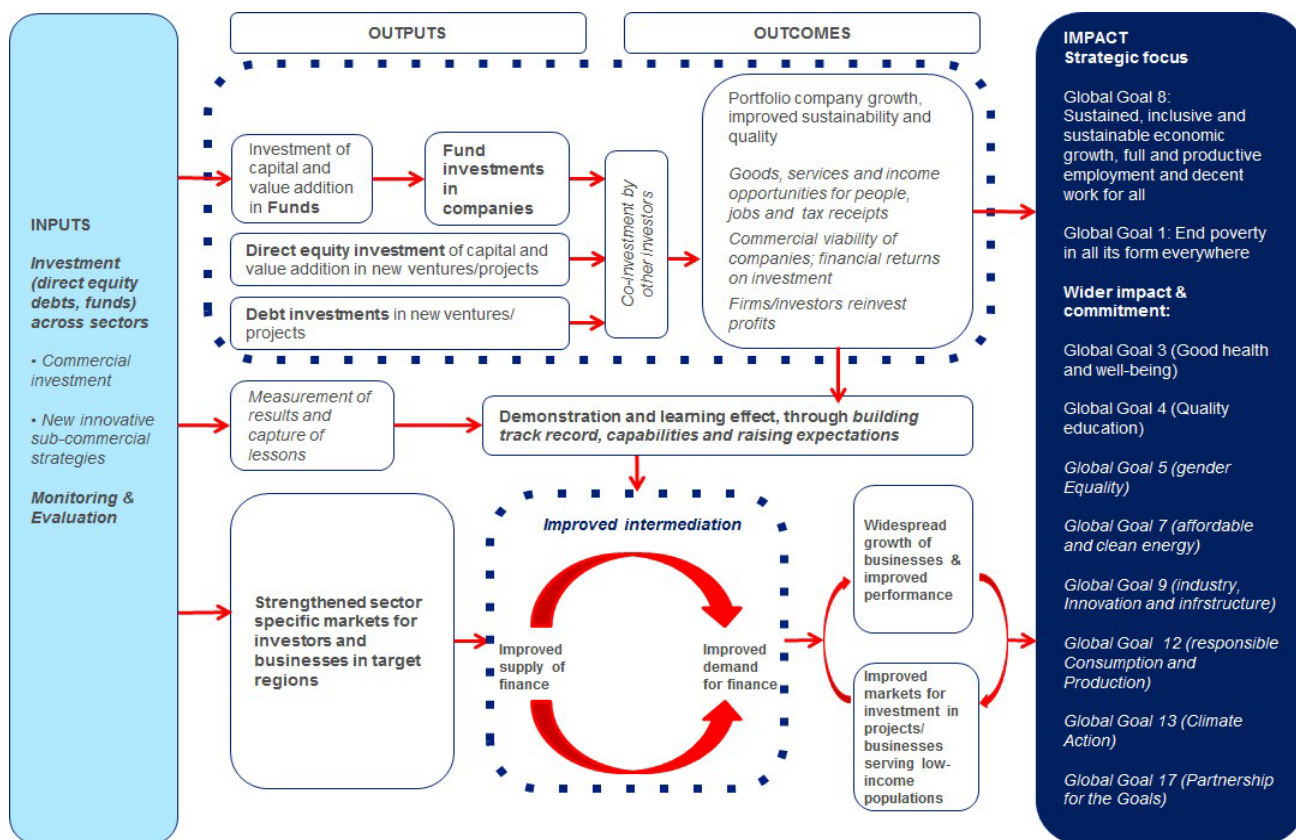 OUTPUTS
OUTCOMES
INPUTS
Investment
(direct equity
debts, funds)
across sectors
• Commercial
investment
• New innovative
sub-commercial
strategies
Monitoring &
Evaluation
Investment of
capital and
value addition
in Funds
Fund
investments
in
companies
Direct equity investment of capital and
value addition in new ventures/projects
Debt investments in new ventures/
projects
Co-investment by
other investors
Portfolio company growth,
improved sustainability and
quality
Goods, services and income
opportunities for people,
jobs and tax receipts
Commercial viability of
companies; financial returns
on investment
Firms/investors reinvest
profits
Measurement of
results and
capture of
lessons
Demonstration and learning effect, through building
track record, capabilities and raising expectations
Strengthened sector
specific markets for
investors and
businesses in target
regions
Improved intermediation
Improved
supply of
finance
Improved
demand
for finance
Widespread
growth of
businesses &
improved
performance
Improved
markets for
investment in
projects/
businesses
serving low-
income
populations
IMPACT
Strategic focus
Global Goal 8:
Sustained, inclusive and
sustainable economic
growth, full and productive
employment and decent
work for all
Global Goal 1: End poverty
in all its form everywhere
Wider impact &
commitment:
Global Goal 3 (Good health
and well-being)
Global Goal 4 (Quality
education)
Global Goal 5 (gender
Equality)
Global Goal 7 (affordable
and clean energy)
Global Goal 9 (industry,
Innovation and infrstructure)
Global Goal 12 (responsible
Consumption and
Production)
Global Goal 13 (Climate
Action)
Global Goal 17 (Partnership
for the Goals)